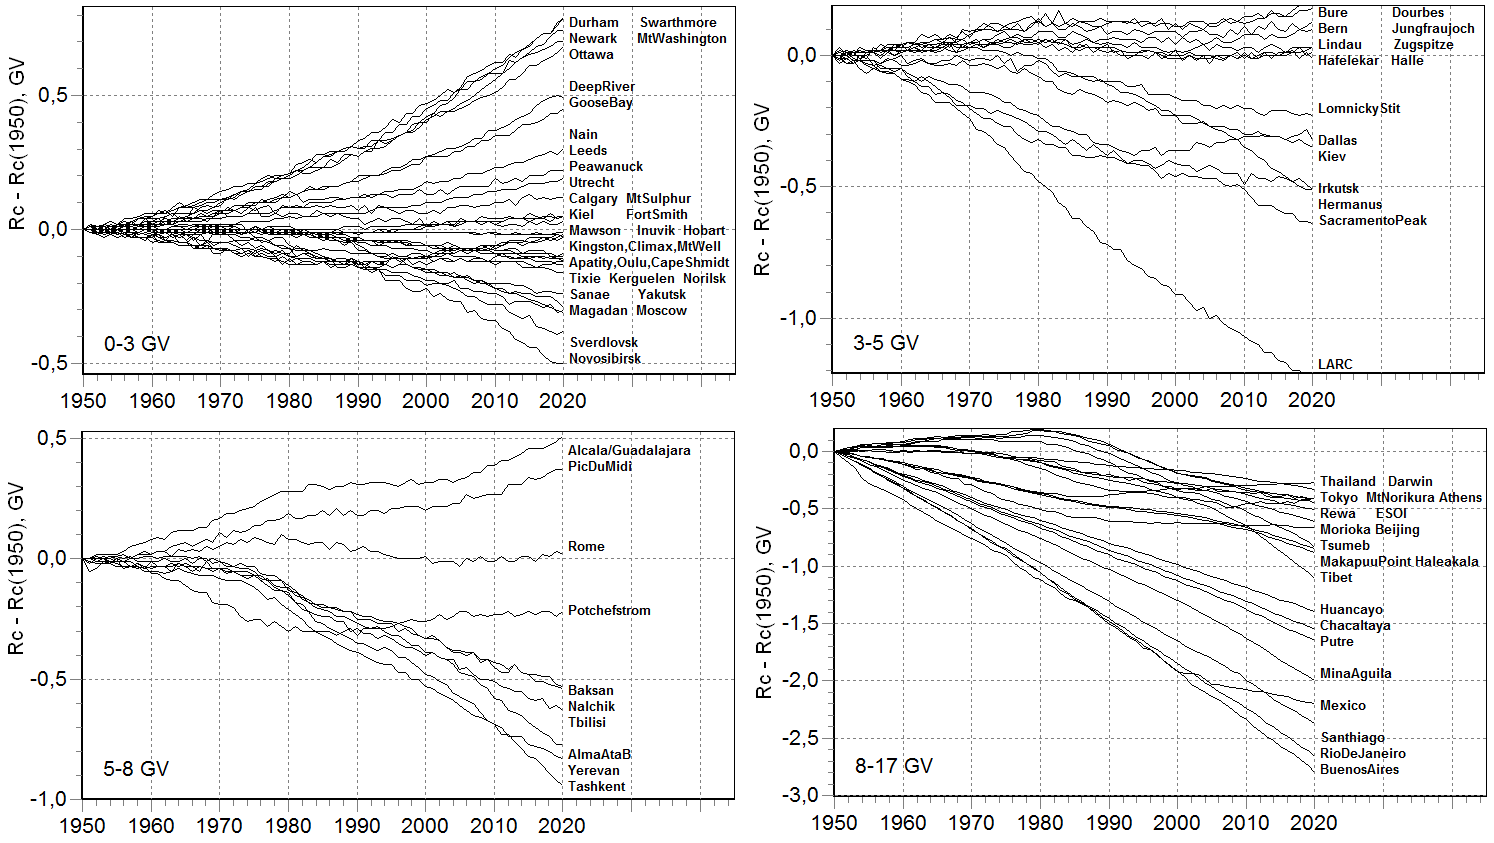 Rc - Rc(1950), GV
0,5
0,0
-0,5
0-3 GV
Durham Swarthmore
Newark MtWashington
Ottawa
DeepRiver
GooseBay
Nain
Leeds
Peawanuck
Utrecht
Calgary MtSulphur
Kiel FortSmith
Mawson Inuvik Hobart
Kingston,Climax,MtWell
Apatity,Oulu,CapeShmidt
Tixie Kerguelen Norilsk
Sanae Yakutsk
Magadan Moscow
Sverdlovsk
Novosibirsk
1950 1960 1970 1980 1990 2000 2010 2020
Rc - Rc(1950), GV
0,0
-0,5
-1,0
3-5 GV
Bure Dourbes
Bern Jungfraujoch
Lindau Zugspitze
Hafelekar Halle
LomnickyStit
Dallas
Kiev
Irkutsk
Hermanus
SacramentoPeak
LARC
1950 1960 1970 1980 1990 2000 2010 2020
Rc - Rc(1950), GV
0,5
0,0
-0,5
-1,0
5-8 GV
Alcala/Guadalajara
PicDuMidi
Rome
Potchefstrom
Baksan
Nalchik
Tbilisi
AlmaAtaB
Yerevan
Tashkent
1950 1960 1970 1980 1990 2000 2010 2020
Rc - Rc(1950), GV
0,0
-0,5
-1,0
-1,5
-2,0
-2,5
-3,0
8-17 GV
Thailand Darwin
Tokyo MtNorikura Athens
Rewa ESOI
Morioka Beijing
Tsumeb
MakapuuPoint Haleakala
Tibet
Huancayo
Chacaltaya
Putre
MinaAguila
Mexico
Santhiago
RioDeJaneiro
BuenosAires
1950 1960 1970 1980 1990 2000 2010 2020